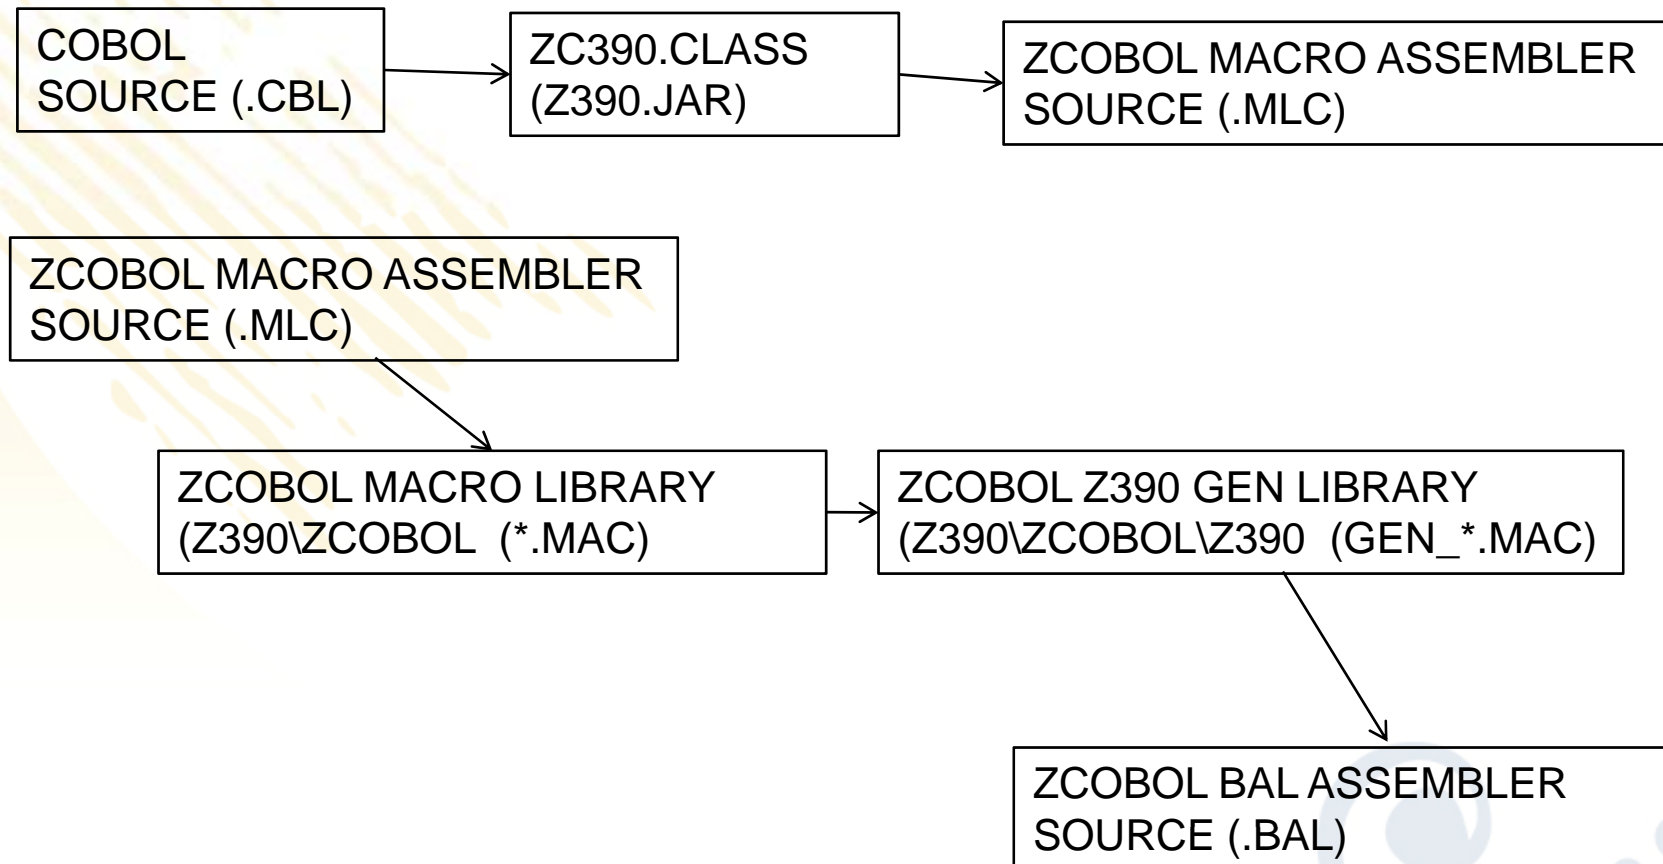 COBOL
SOURCE (.CBL)
ZC390.CLASS
(Z390.JAR)
ZCOBOL MACRO ASSEMBLER
SOURCE (.MLC)
ZCOBOL MACRO ASSEMBLER
SOURCE (.MLC)
ZCOBOL MACRO LIBRARY
(Z390\ZCOBOL (*.MAC)
ZCOBOL Z390 GEN LIBRARY
(Z390\ZCOBOL\Z390 (GEN_*.MAC)
ZCOBOL BAL ASSEMBLER
SOURCE (.BAL)